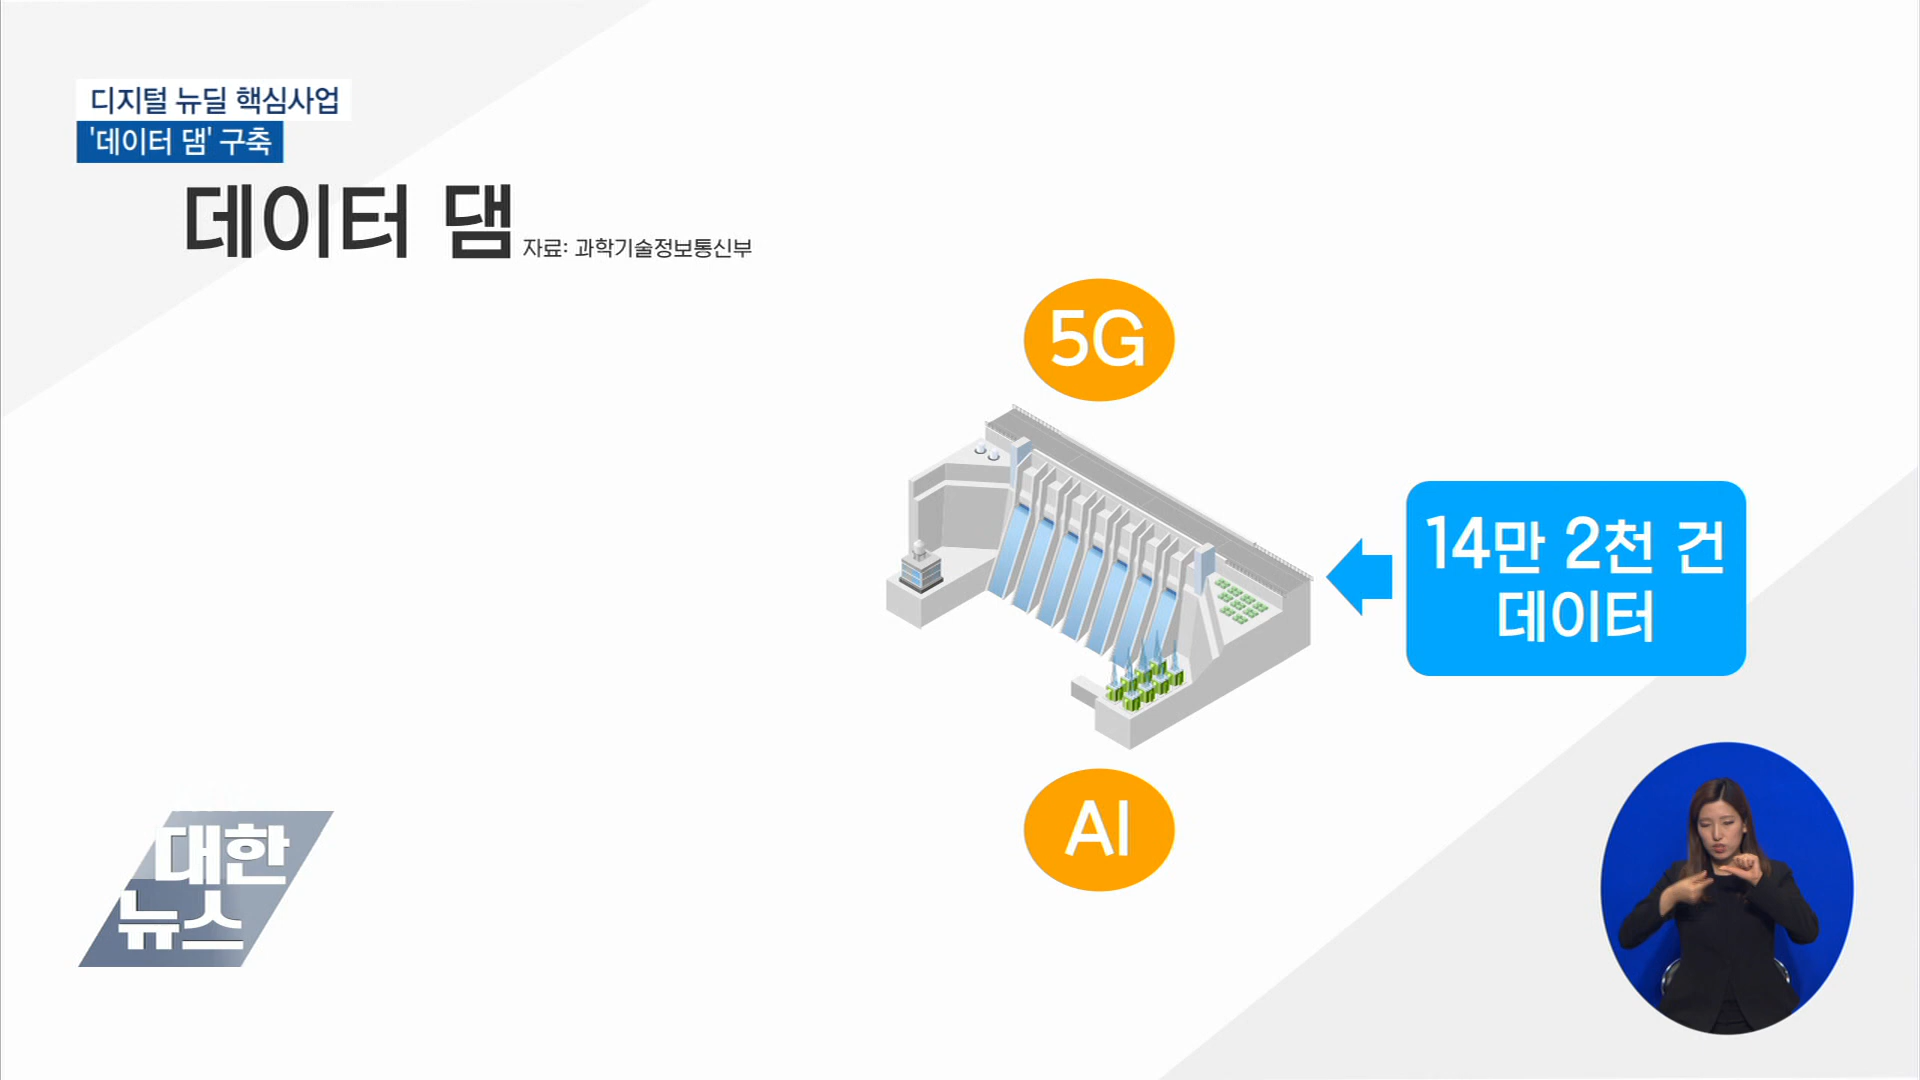 디지털 뉴딜 핵심사업
'데이터 댐' 구축
데이터 댐 자료: 과학기술정보통신부
5G
14만 2천 건
데이터
AI
대한
뉴스